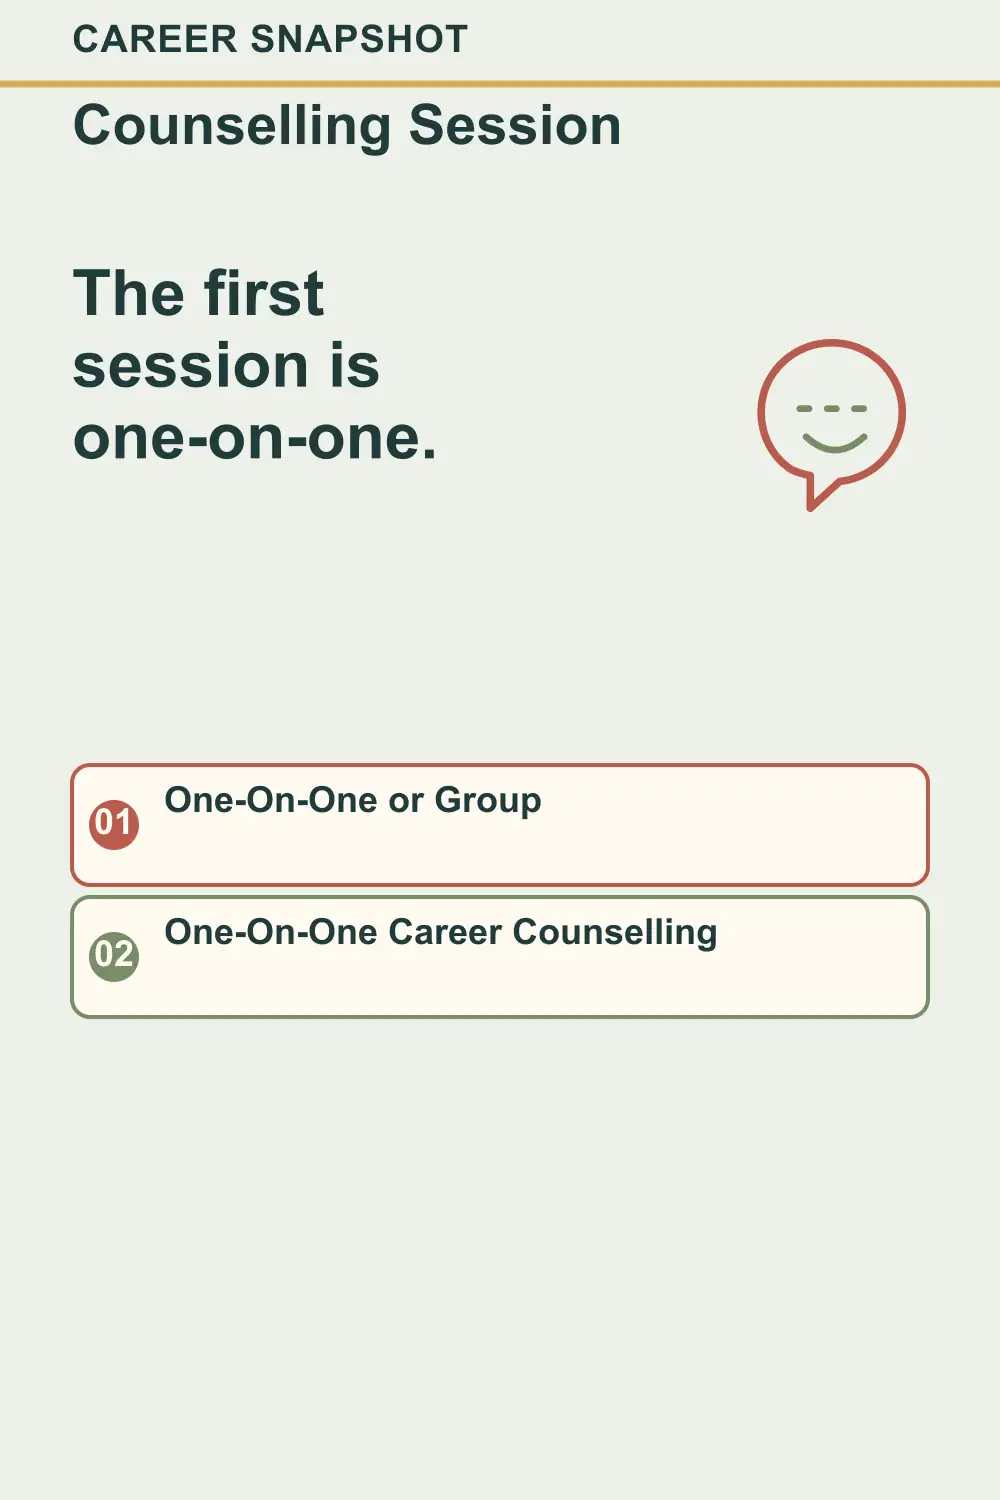 CAREER SNAPSHOT
Counselling Session
The first
session is
one-on-one.
01
One-On-One or Group
02
One-On-One Career Counselling